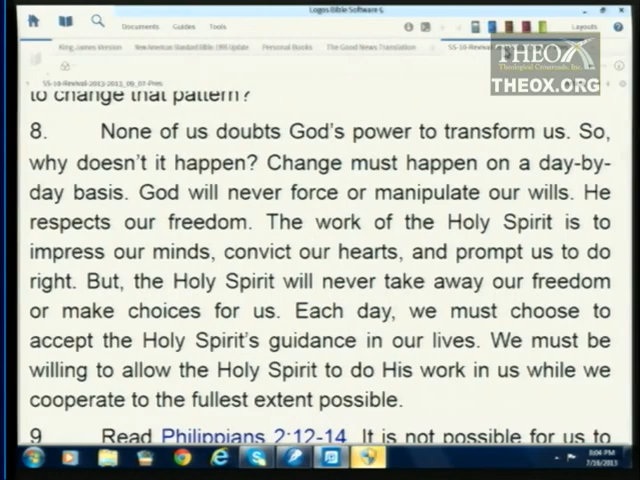 Logos Bible Software 5
Documents Guides Tools Layouts
King James Version New American Standard Bible: 1995 Update Personal Books The Good News Translation
THEOX
Theological Crossroads, Inc.
THEOX.ORG
to change that pattern?
8. None of us doubts God's power to transform us. So,
why doesn't it happen? Change must happen on a day-by-
day basis. God will never force or manipulate our wills. He
respects our freedom. The work of the Holy Spirit is to
impress our minds, convict our hearts, and prompt us to do
right. But, the Holy Spirit will never take away our freedom
or make choices for us. Each day, we must choose to
accept the Holy Spirit's guidance in our lives. We must be
willing to allow the Holy Spirit to do His work in us while we
cooperate to the fullest extent possible.
9 Read Philippians 2:12-14. It is not possible for us to
8:04 PM